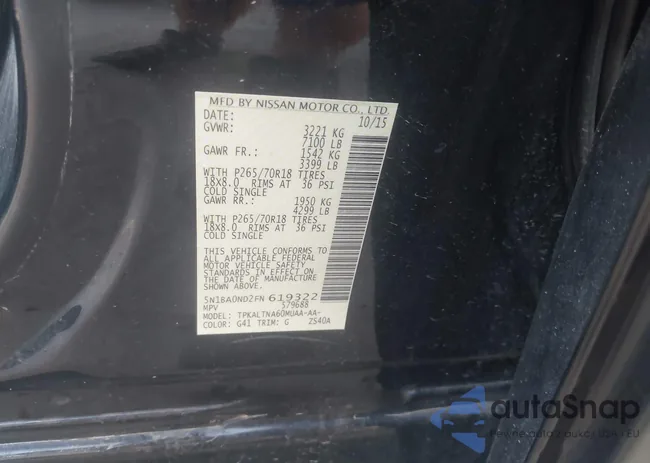 MFD BY NISSAN MOTOR CO., LTD.
DATE: 10/15
GVWR: 3221 KG
7100 LB
GAWR FR.: 1542 KG
3399 LB
WITH P265/70R18 TIRES
18X8.0 RIMS AT 36 PSI
COLD SINGLE
GAWR RR.: 1950 KG
4299 LB
WITH P265/70R18 TIRES
18X8.0 RIMS AT 36 PSI
COLD SINGLE
THIS VEHICLE CONFORMS TO
ALL APPLICABLE FEDERAL
MOTOR VEHICLE SAFETY
STANDARDS IN EFFECT ON
THE DATE OF MANUFACTURE
SHOWN ABOVE.
5N1BA0ND2FN 619322
MPV 579688
MODEL: TPKALTNA60MUAA-AA-
COLOR: G41 TRIM: G 2S40A
autoSnap